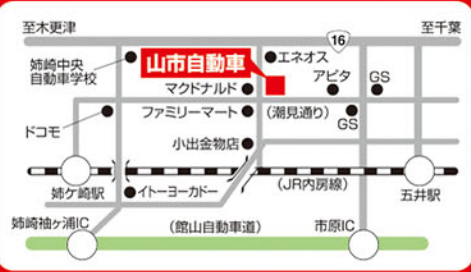 至木更津
16
至千葉
姉崎中央
自動車学校
山市自動車
エネオス
アピタ
GS
マクドナルド
ファミリーマート
(潮見通り)
GS
ドコモ
小出金物店
姉ケ崎駅
イトーヨーカドー
(JR内房線)
五井駅
姉崎袖ヶ浦IC
(館山自動車道)
市原IC